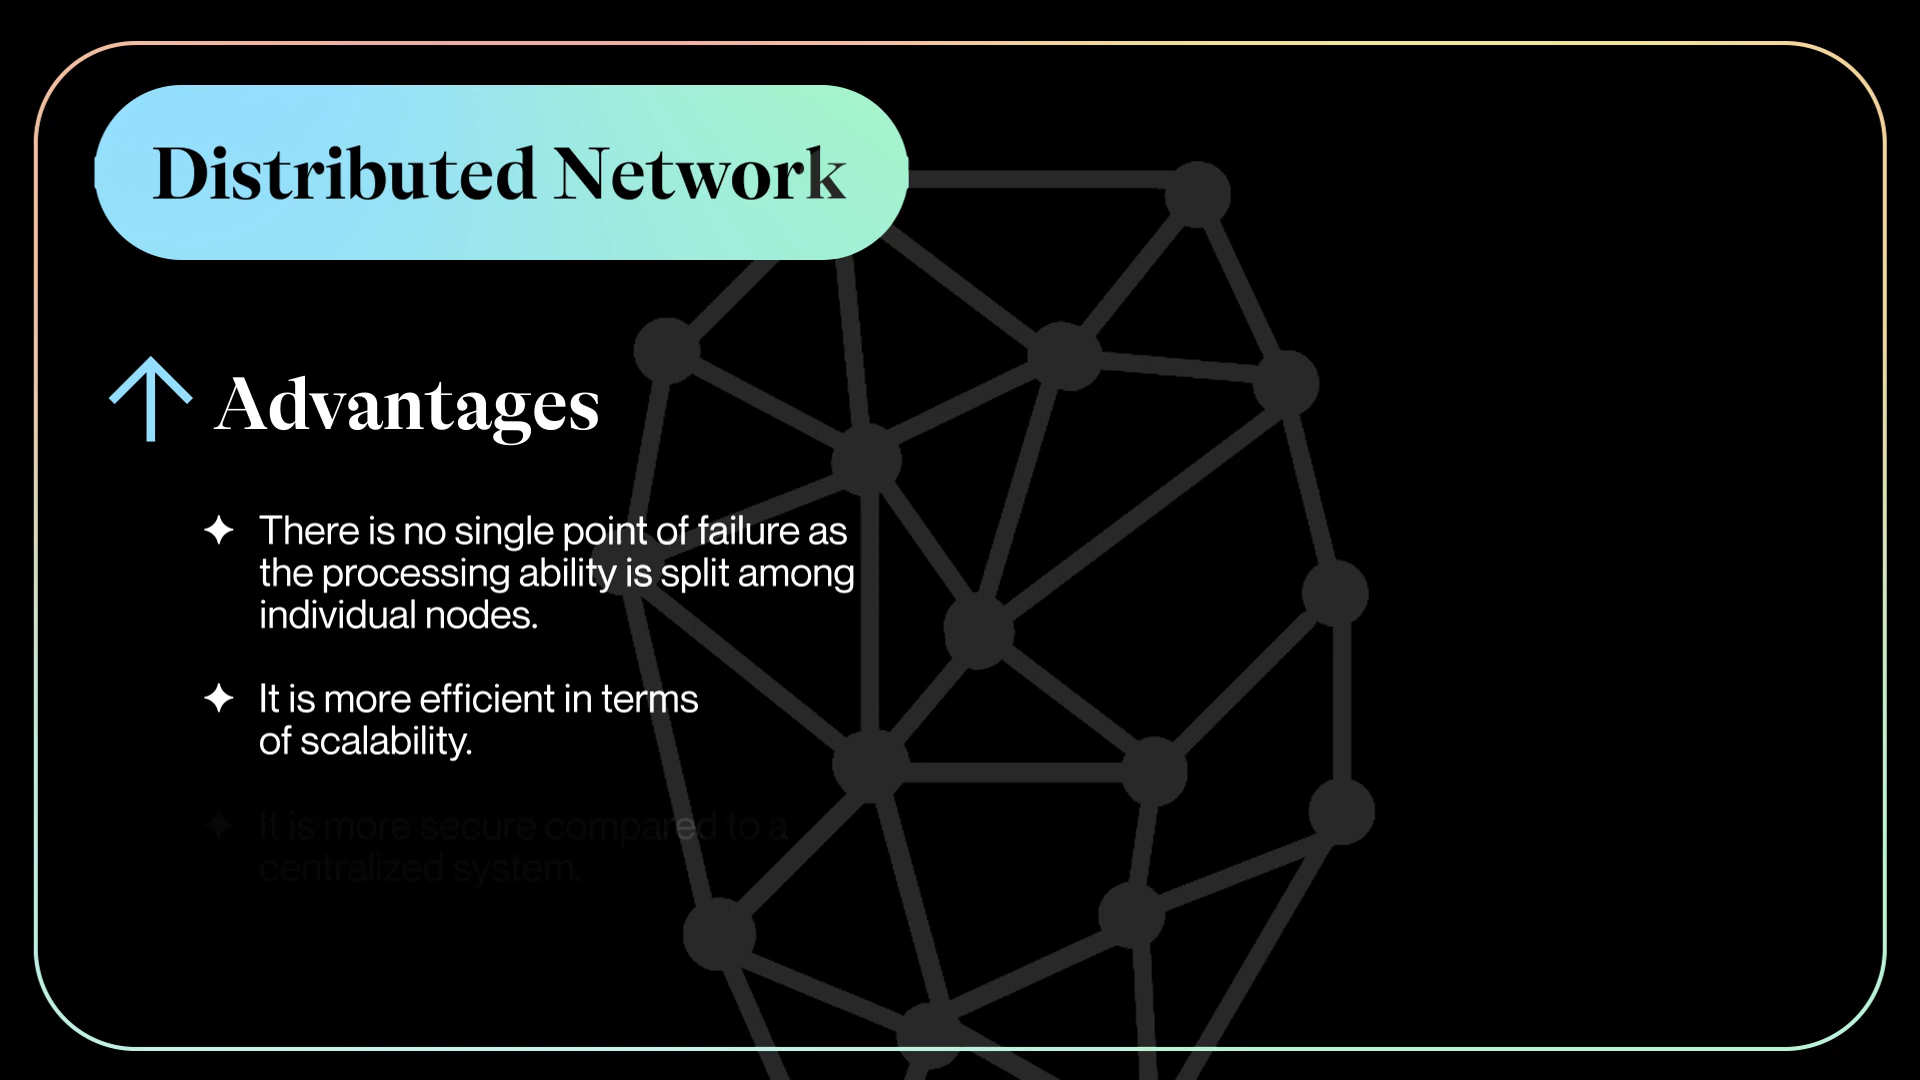 Distributed Network
Advantages
There is no single point of failure as
the processing ability is split among
individual nodes.
It is more efficient in terms
of scalability.
It is more secure compared to a
centralized system.